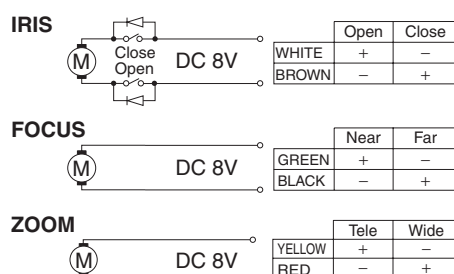 IRIS
Open Close
M Close Open DC 8V
WHITE + −
BROWN − +
FOCUS
Near Far
M DC 8V
GREEN + −
BLACK − +
ZOOM
Tele Wide
M DC 8V
YELLOW + −
RED − +